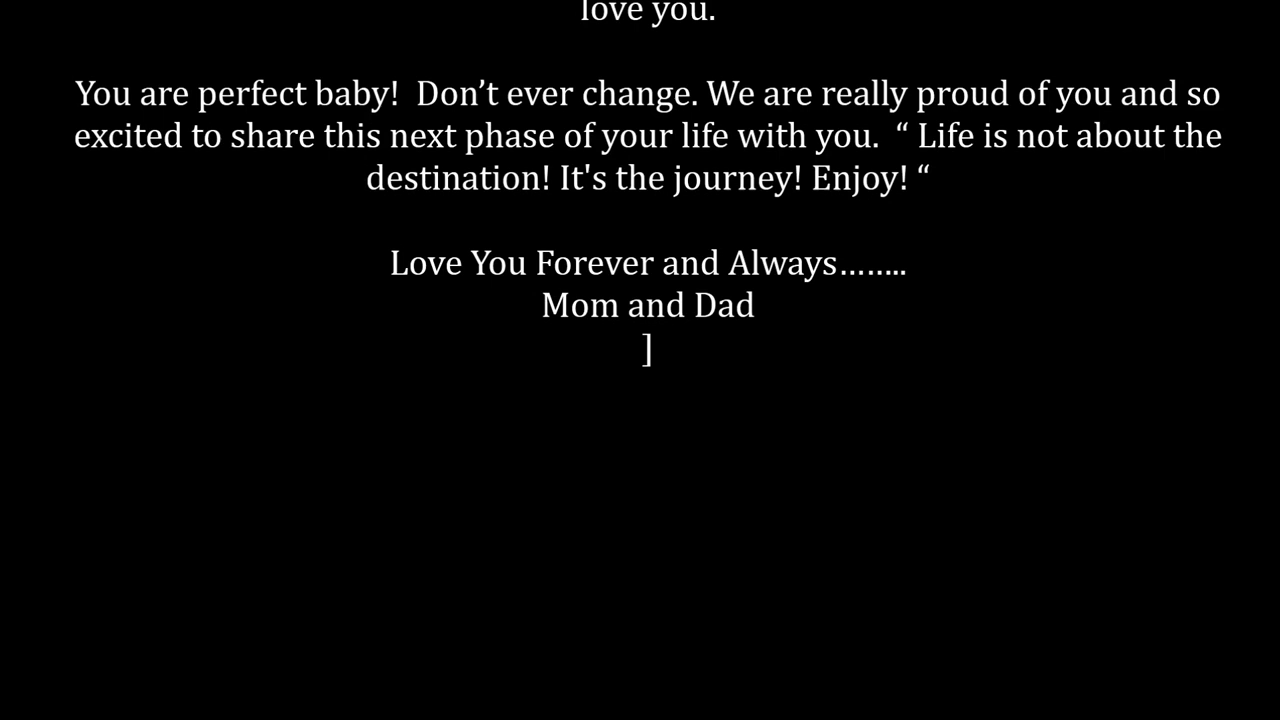 love you.
You are perfect baby!  Don’t ever change. We are really proud of you and so
excited to share this next phase of your life with you.  “ Life is not about the
destination! It's the journey! Enjoy! “
Love You Forever and Always……..
Mom and Dad
]